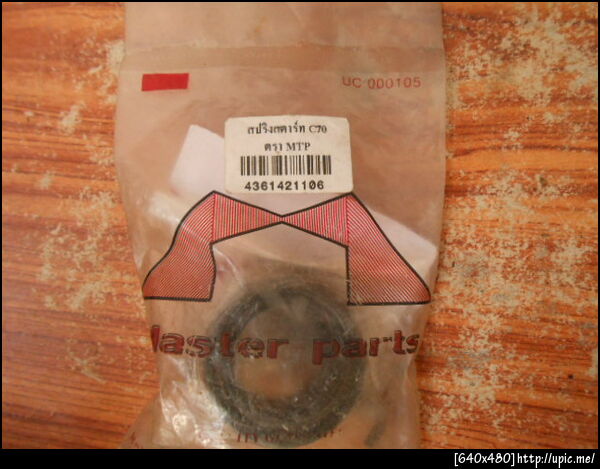 UC 000105
สปริงสตาร์ท C70
ตรา MTP
4361421106
Master parts
[640x480]http://upic.me/